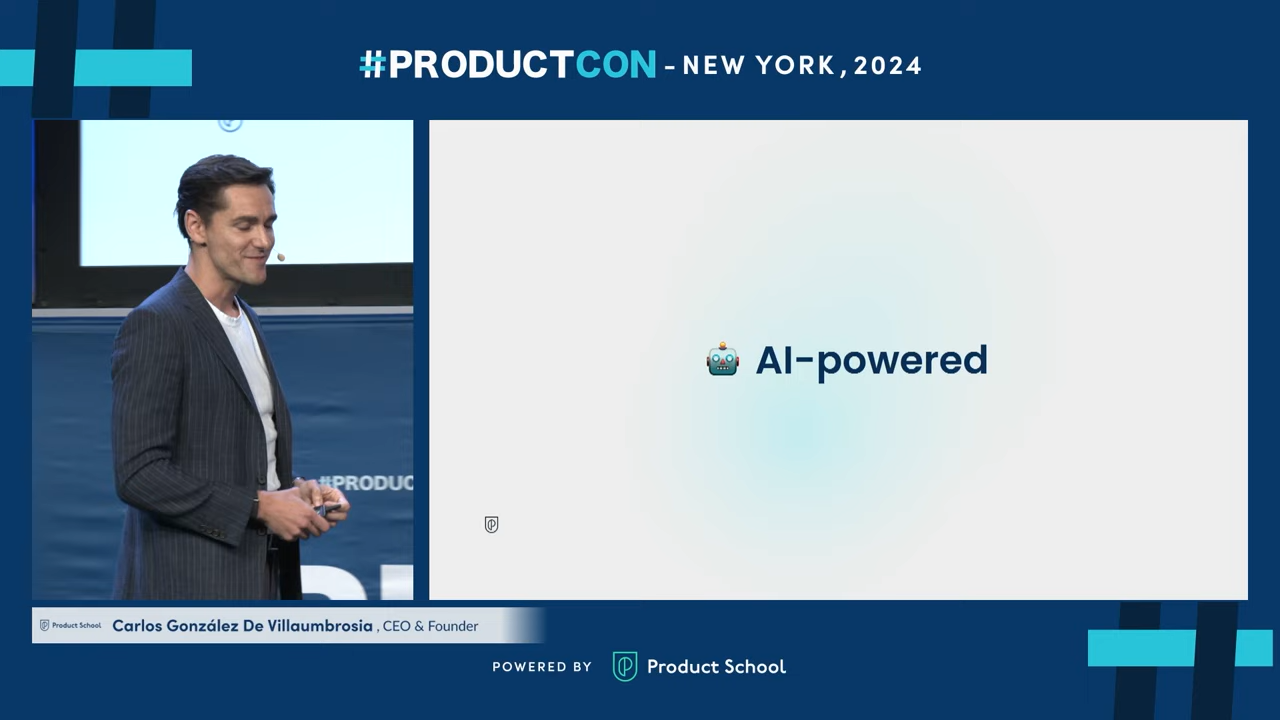 #PRODUCTCON - NEW YORK, 2024
AI-powered
#PRODUC
Product School
Carlos González De Villaumbrosia, CEO & Founder
POWERED BY Product School